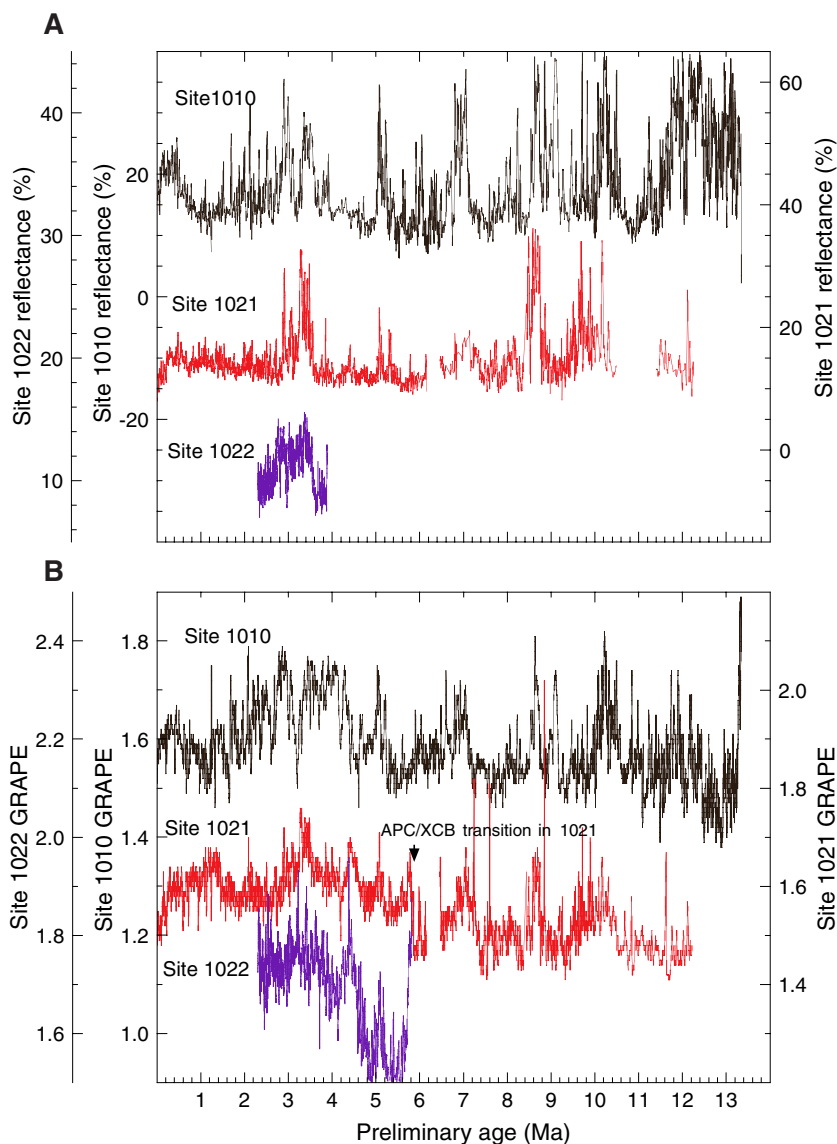 A
Site 1022 reflectance (%)
40
30
20
10
Site 1010 reflectance (%)
20
0
-20
Site1010
Site 1021
Site 1022
60
40
20
0
Site 1021 reflectance (%)
B
Site 1022 GRAPE
2.4
2.2
2.0
1.8
1.6
Site 1010 GRAPE
1.8
1.6
1.4
1.2
1.0
Site 1010
Site 1021
APC/XCB transition in 1021
Site 1022
2.0
1.8
1.6
1.4
Site 1021 GRAPE
1 2 3 4 5 6 7 8 9 10 11 12 13
Preliminary age (Ma)